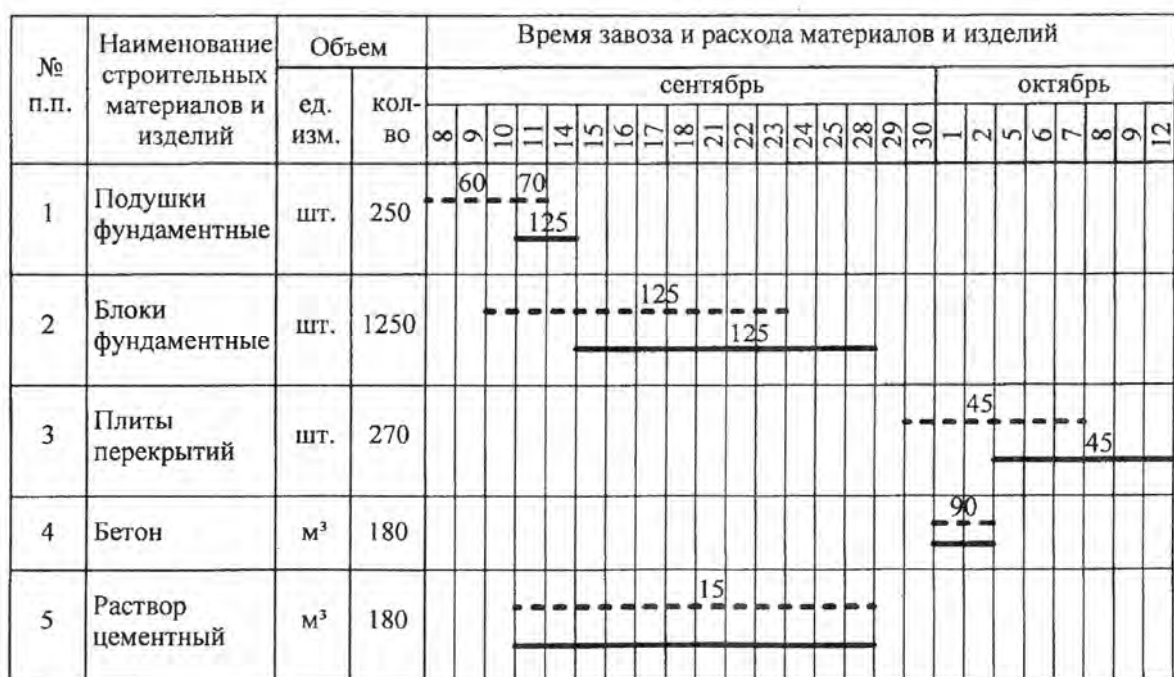 №
п.п.
Наименование
строительных
материалов и
изделий
Объем
ед.
изм.
кол-
во
Время завоза и расхода материалов и изделий
сентябрь
октябрь
8 9 10 11 14 15 16 17 18 21 22 23 24 25 28 29 30 1 2 5 6 7 8 9 12
1
Подушки
фундаментные
шт.
250
60
70
125
2
Блоки
фундаментные
шт.
1250
125
125
3
Плиты
перекрытий
шт.
270
45
45
4
Бетон
м³
180
90
5
Раствор
цементный
м³
180
15